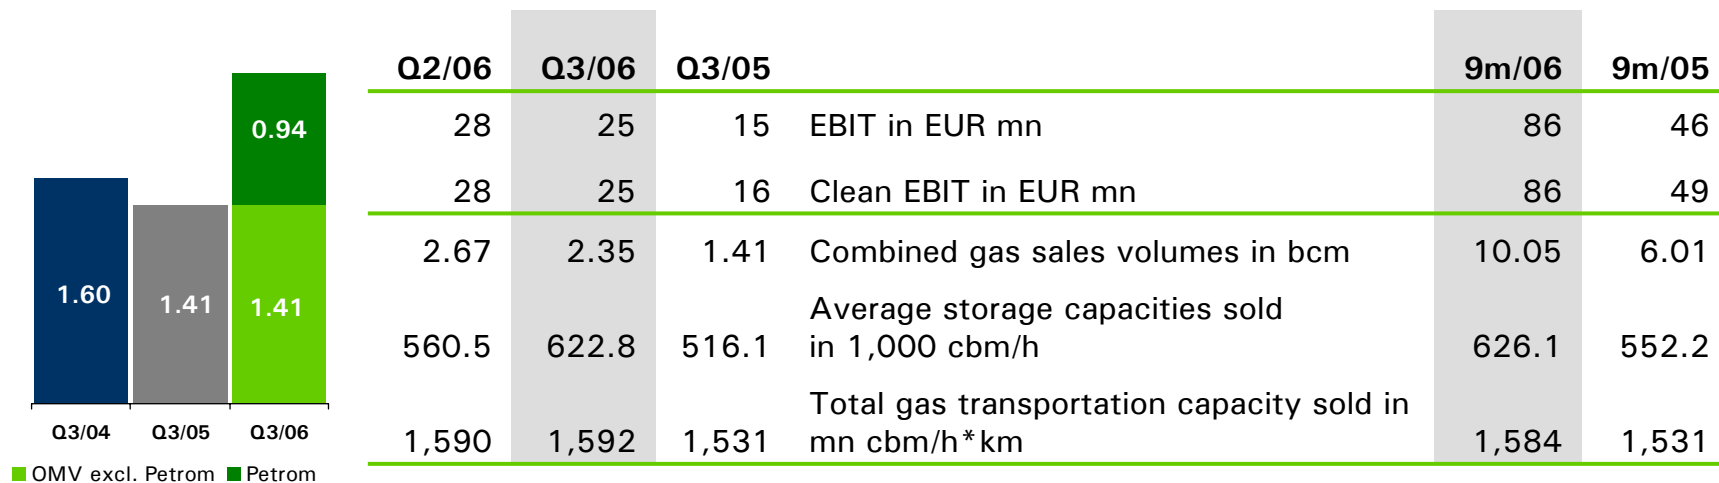 0.94
1.60
1.41
1.41
Q3/04 Q3/05 Q3/06
OMV excl. Petrom Petrom
Q2/06 Q3/06 Q3/05 9m/06 9m/05
28 25 15 EBIT in EUR mn 86 46
28 25 16 Clean EBIT in EUR mn 86 49
2.67 2.35 1.41 Combined gas sales volumes in bcm 10.05 6.01
Average storage capacities sold
560.5 622.8 516.1 in 1,000 cbm/h 626.1 552.2
Total gas transportation capacity sold in
1,590 1,592 1,531 mn cbm/h*km 1,584 1,531